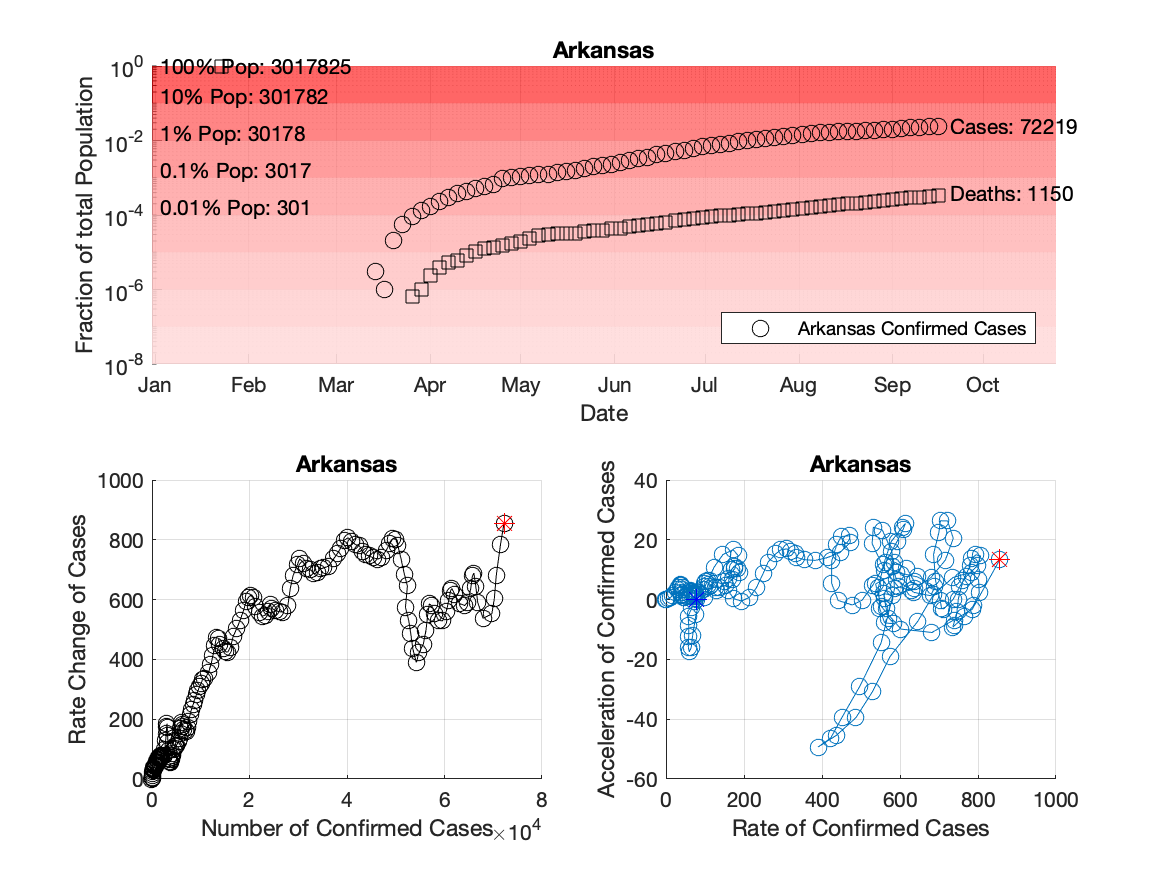 Arkansas
Fraction of total Population
10^0
10^-2
10^-4
10^-6
10^-8
100% Pop: 3017825
10% Pop: 301782
1% Pop: 30178
0.1% Pop: 3017
0.01% Pop: 301
Cases: 72219
Deaths: 1150
Arkansas Confirmed Cases
Jan Feb Mar Apr May Jun Jul Aug Sep Oct
Date
Arkansas
Rate Change of Cases
1000
800
600
400
200
0
0 2 4 6 8
Number of Confirmed Cases ×10^4
Arkansas
Acceleration of Confirmed Cases
40
20
0
-20
-40
-60
0 200 400 600 800 1000
Rate of Confirmed Cases